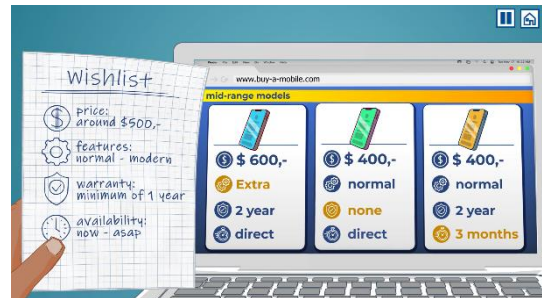 Wishlist
price:
around $500,-
features:
normal - modern
warranty:
minimum of 1 year
availability:
now - asap
www.buy-a-mobile.com
mid-range models
$ 600,-
Extra
2 year
direct
$ 400,-
normal
none
direct
$ 400,-
normal
2 year
3 months